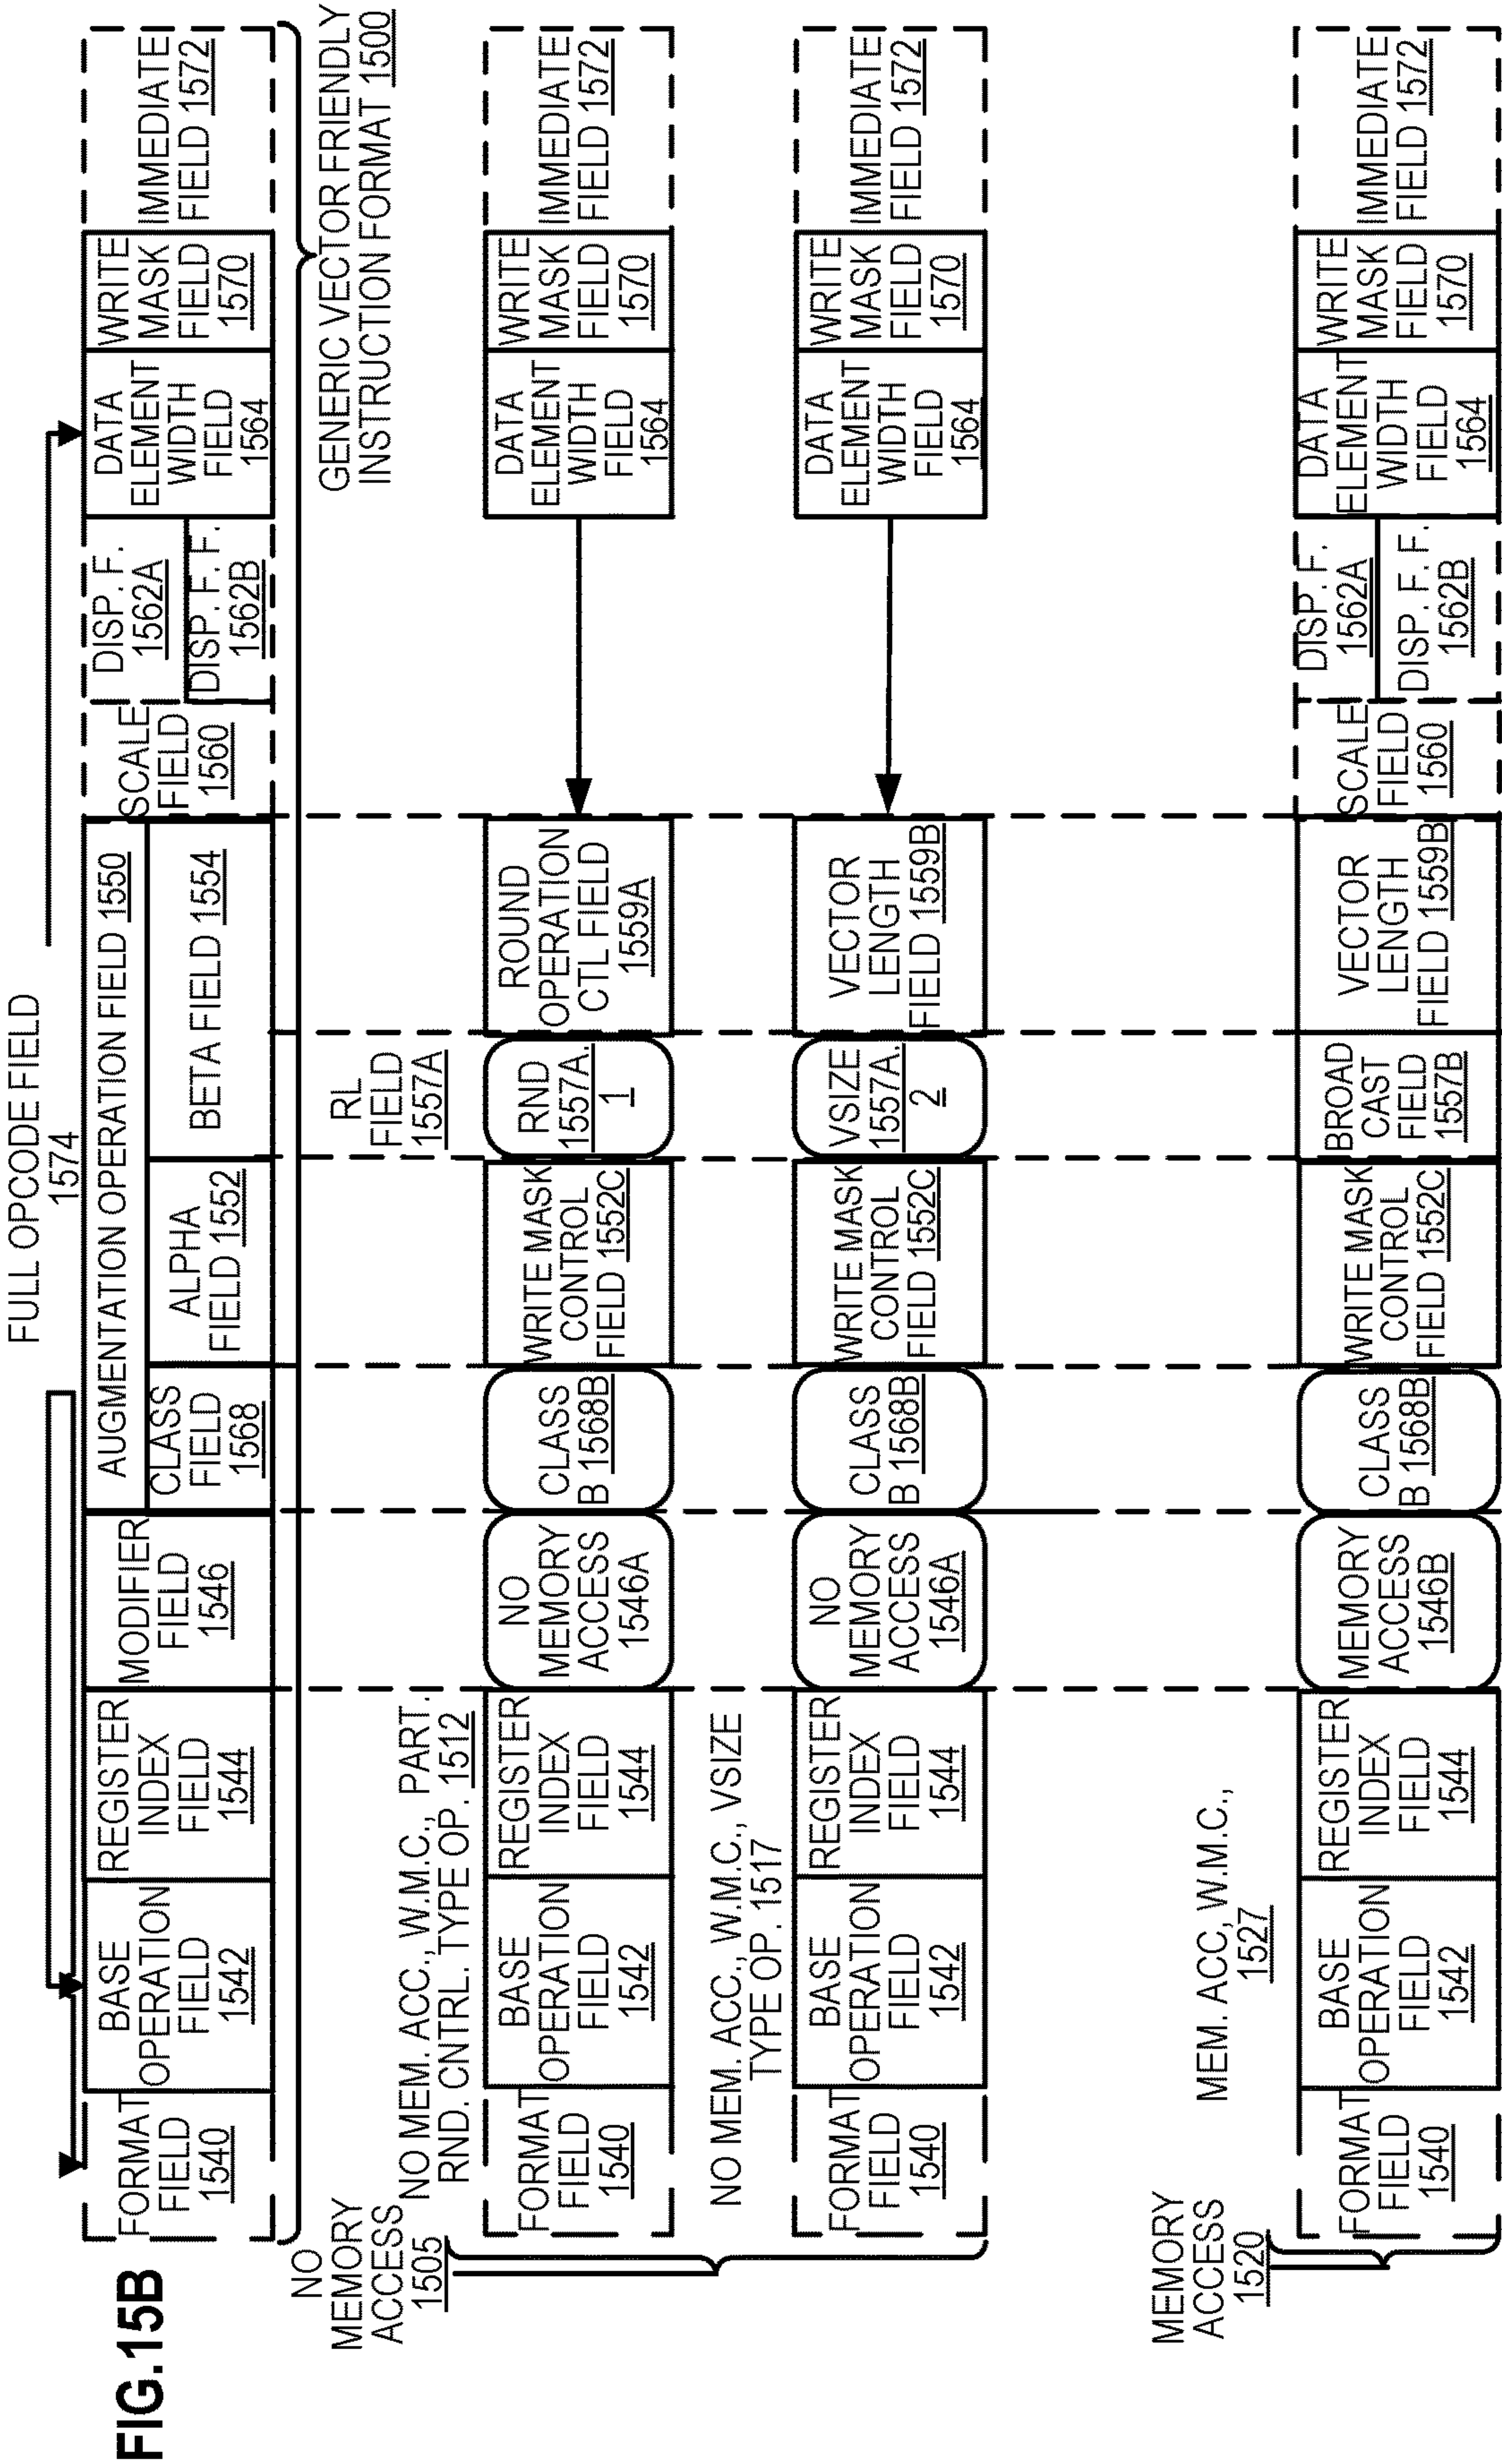 FIG.15B
FULL OPCODE FIELD
1574
FORMAT
FIELD
1540
BASE
OPERATION
FIELD
1542
REGISTER
INDEX
FIELD
1544
MODIFIER
FIELD
1546
AUGMENTATION OPERATION FIELD 1550
CLASS
FIELD
1568
ALPHA
FIELD 1552
BETA FIELD 1554
SCALE
FIELD
1560
DISP. F.
1562A
DISP. F. F.
1562B
DATA
ELEMENT
WIDTH
FIELD
1564
WRITE
MASK
FIELD
1570
IMMEDIATE
FIELD 1572
GENERIC VECTOR FRIENDLY
INSTRUCTION FORMAT 1500
NO
MEMORY
ACCESS
1505
RL
FIELD
1557A
NO MEM. ACC., W.M.C., PART.
RND. CNTRL. TYPE OP. 1512
FORMAT
FIELD
1540
BASE
OPERATION
FIELD
1542
REGISTER
INDEX
FIELD
1544
NO
MEMORY
ACCESS
1546A
CLASS
B 1568B
WRITE MASK
CONTROL
FIELD 1552C
RND
1557A.
1
ROUND
OPERATION
CTL FIELD
1559A
DATA
ELEMENT
WIDTH
FIELD
1564
WRITE
MASK
FIELD
1570
IMMEDIATE
FIELD 1572
NO MEM. ACC., W.M.C., VSIZE
TYPE OP. 1517
FORMAT
FIELD
1540
BASE
OPERATION
FIELD
1542
REGISTER
INDEX
FIELD
1544
NO
MEMORY
ACCESS
1546A
CLASS
B 1568B
WRITE MASK
CONTROL
FIELD 1552C
VSIZE
1557A.
2
VECTOR
LENGTH
FIELD 1559B
DATA
ELEMENT
WIDTH
FIELD
1564
WRITE
MASK
FIELD
1570
IMMEDIATE
FIELD 1572
MEMORY
ACCESS
1520
MEM. ACC, W.M.C.,
1527
FORMAT
FIELD
1540
BASE
OPERATION
FIELD
1542
REGISTER
INDEX
FIELD
1544
MEMORY
ACCESS
1546B
CLASS
B 1568B
WRITE MASK
CONTROL
FIELD 1552C
BROAD
CAST
FIELD
1557B
VECTOR
LENGTH
FIELD 1559B
SCALE
FIELD
1560
DISP. F.
1562A
DISP. F. F.
1562B
DATA
ELEMENT
WIDTH
FIELD
1564
WRITE
MASK
FIELD
1570
IMMEDIATE
FIELD 1572